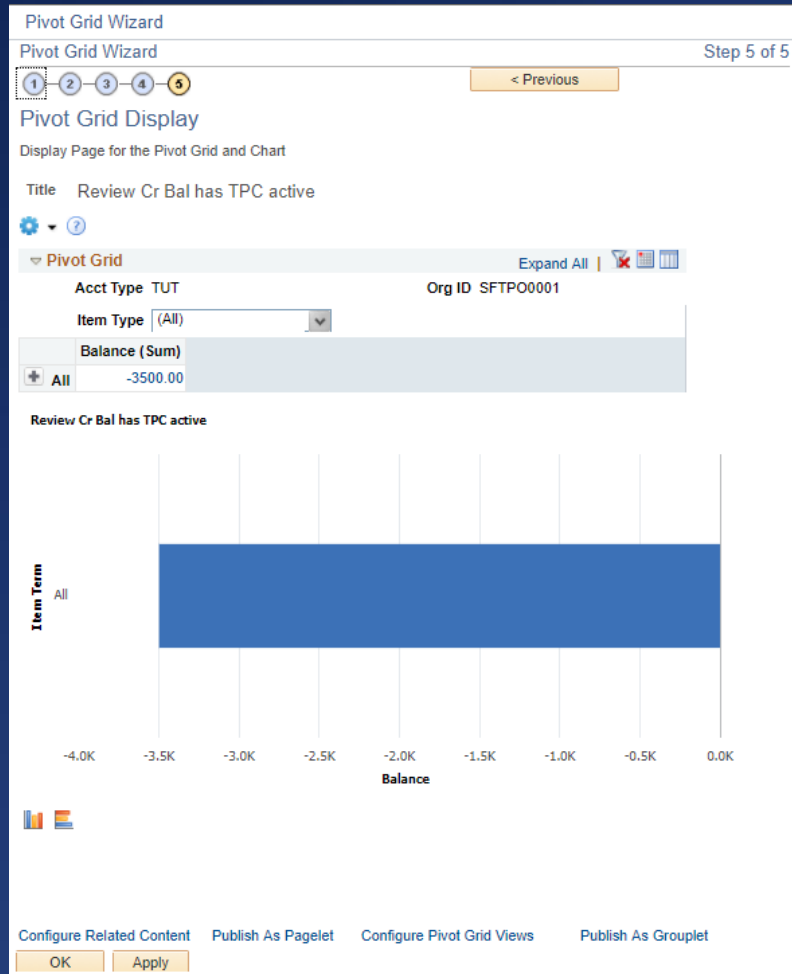 Pivot Grid Wizard
Pivot Grid Wizard Step 5 of 5
1 2 3 4 5 < Previous
Pivot Grid Display
Display Page for the Pivot Grid and Chart
Title Review Cr Bal has TPC active
?
Pivot Grid Expand All |
Acct Type TUT Org ID SFTPO0001
Item Type (All)
Balance (Sum)
All -3500.00
Review Cr Bal has TPC active
Item Term
All
-4.0K -3.5K -3.0K -2.5K -2.0K -1.5K -1.0K -0.5K 0.0K
Balance
Configure Related Content Publish As Pagelet Configure Pivot Grid Views Publish As Grouplet
OK Apply